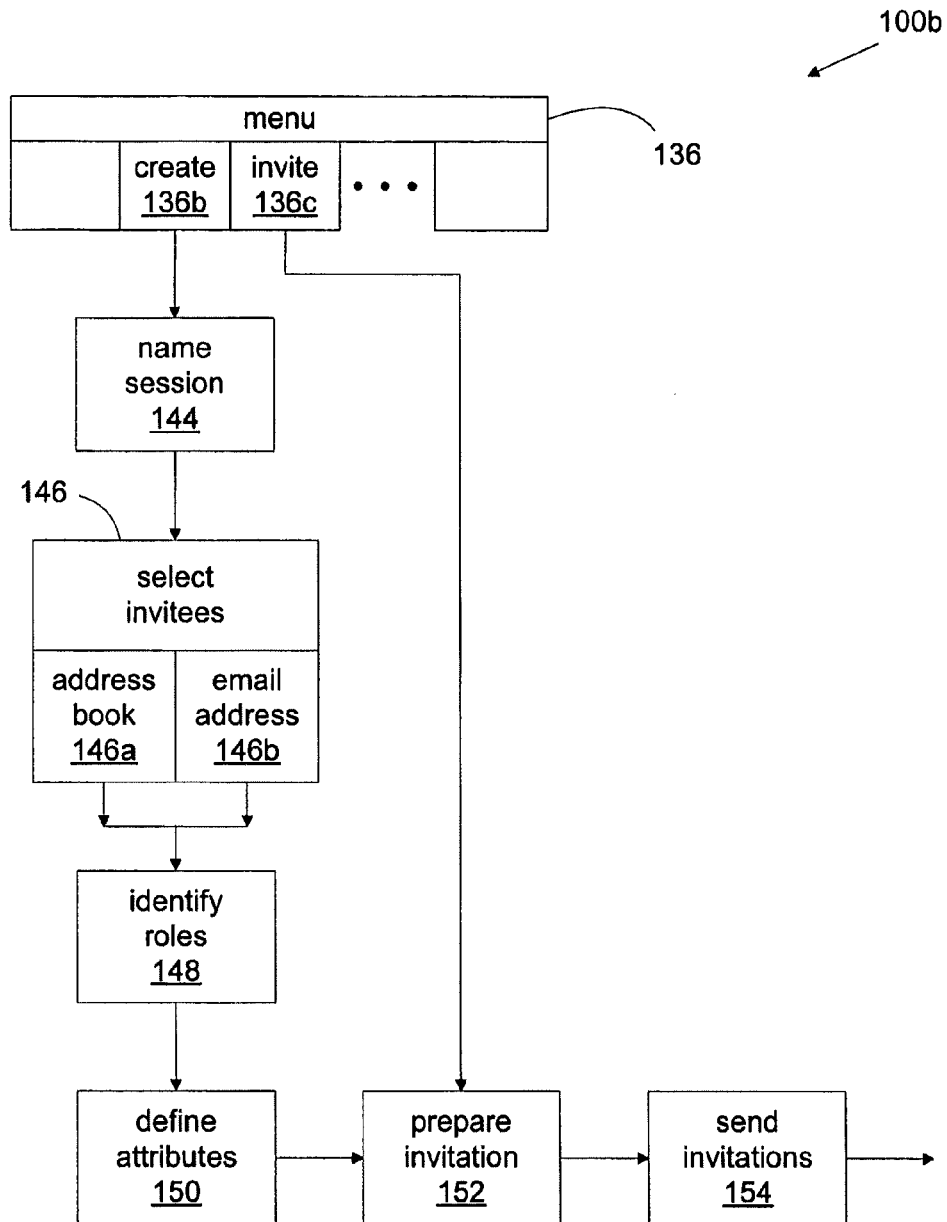 100b
menu
136
create
136b
invite
136c
• • •
name
session
144
146
select
invitees
address
book
146a
email
address
146b
identify
roles
148
define
attributes
150
prepare
invitation
152
send
invitations
154